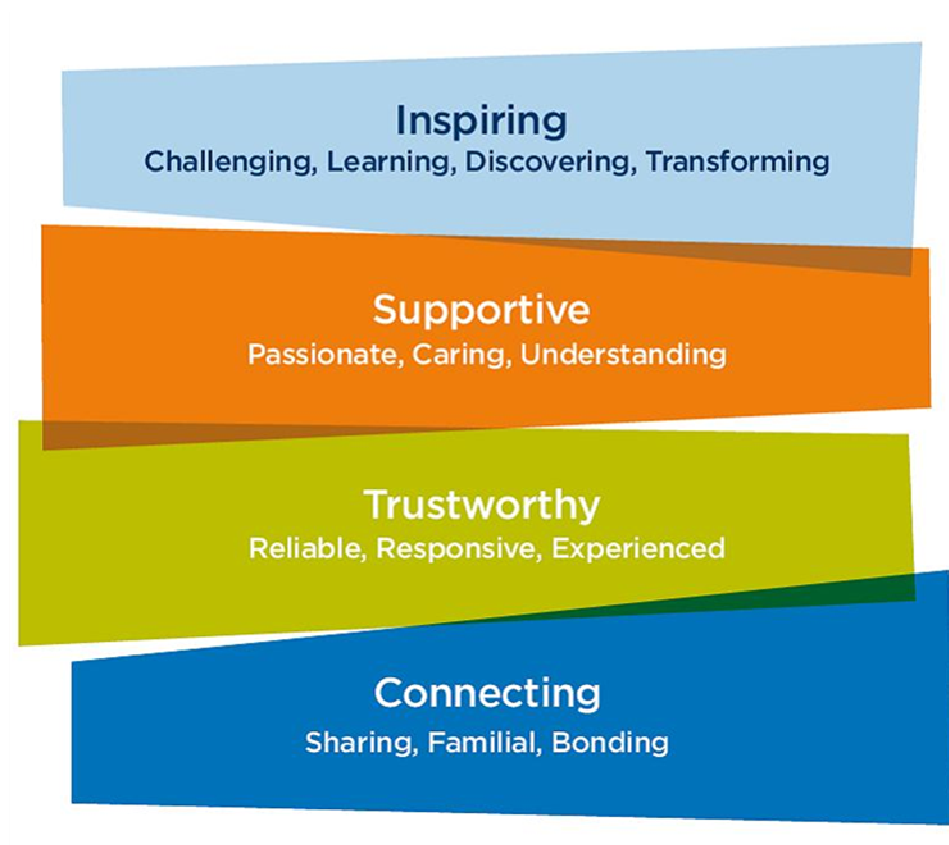 Inspiring
Challenging, Learning, Discovering, Transforming
Supportive
Passionate, Caring, Understanding
Trustworthy
Reliable, Responsive, Experienced
Connecting
Sharing, Familial, Bonding